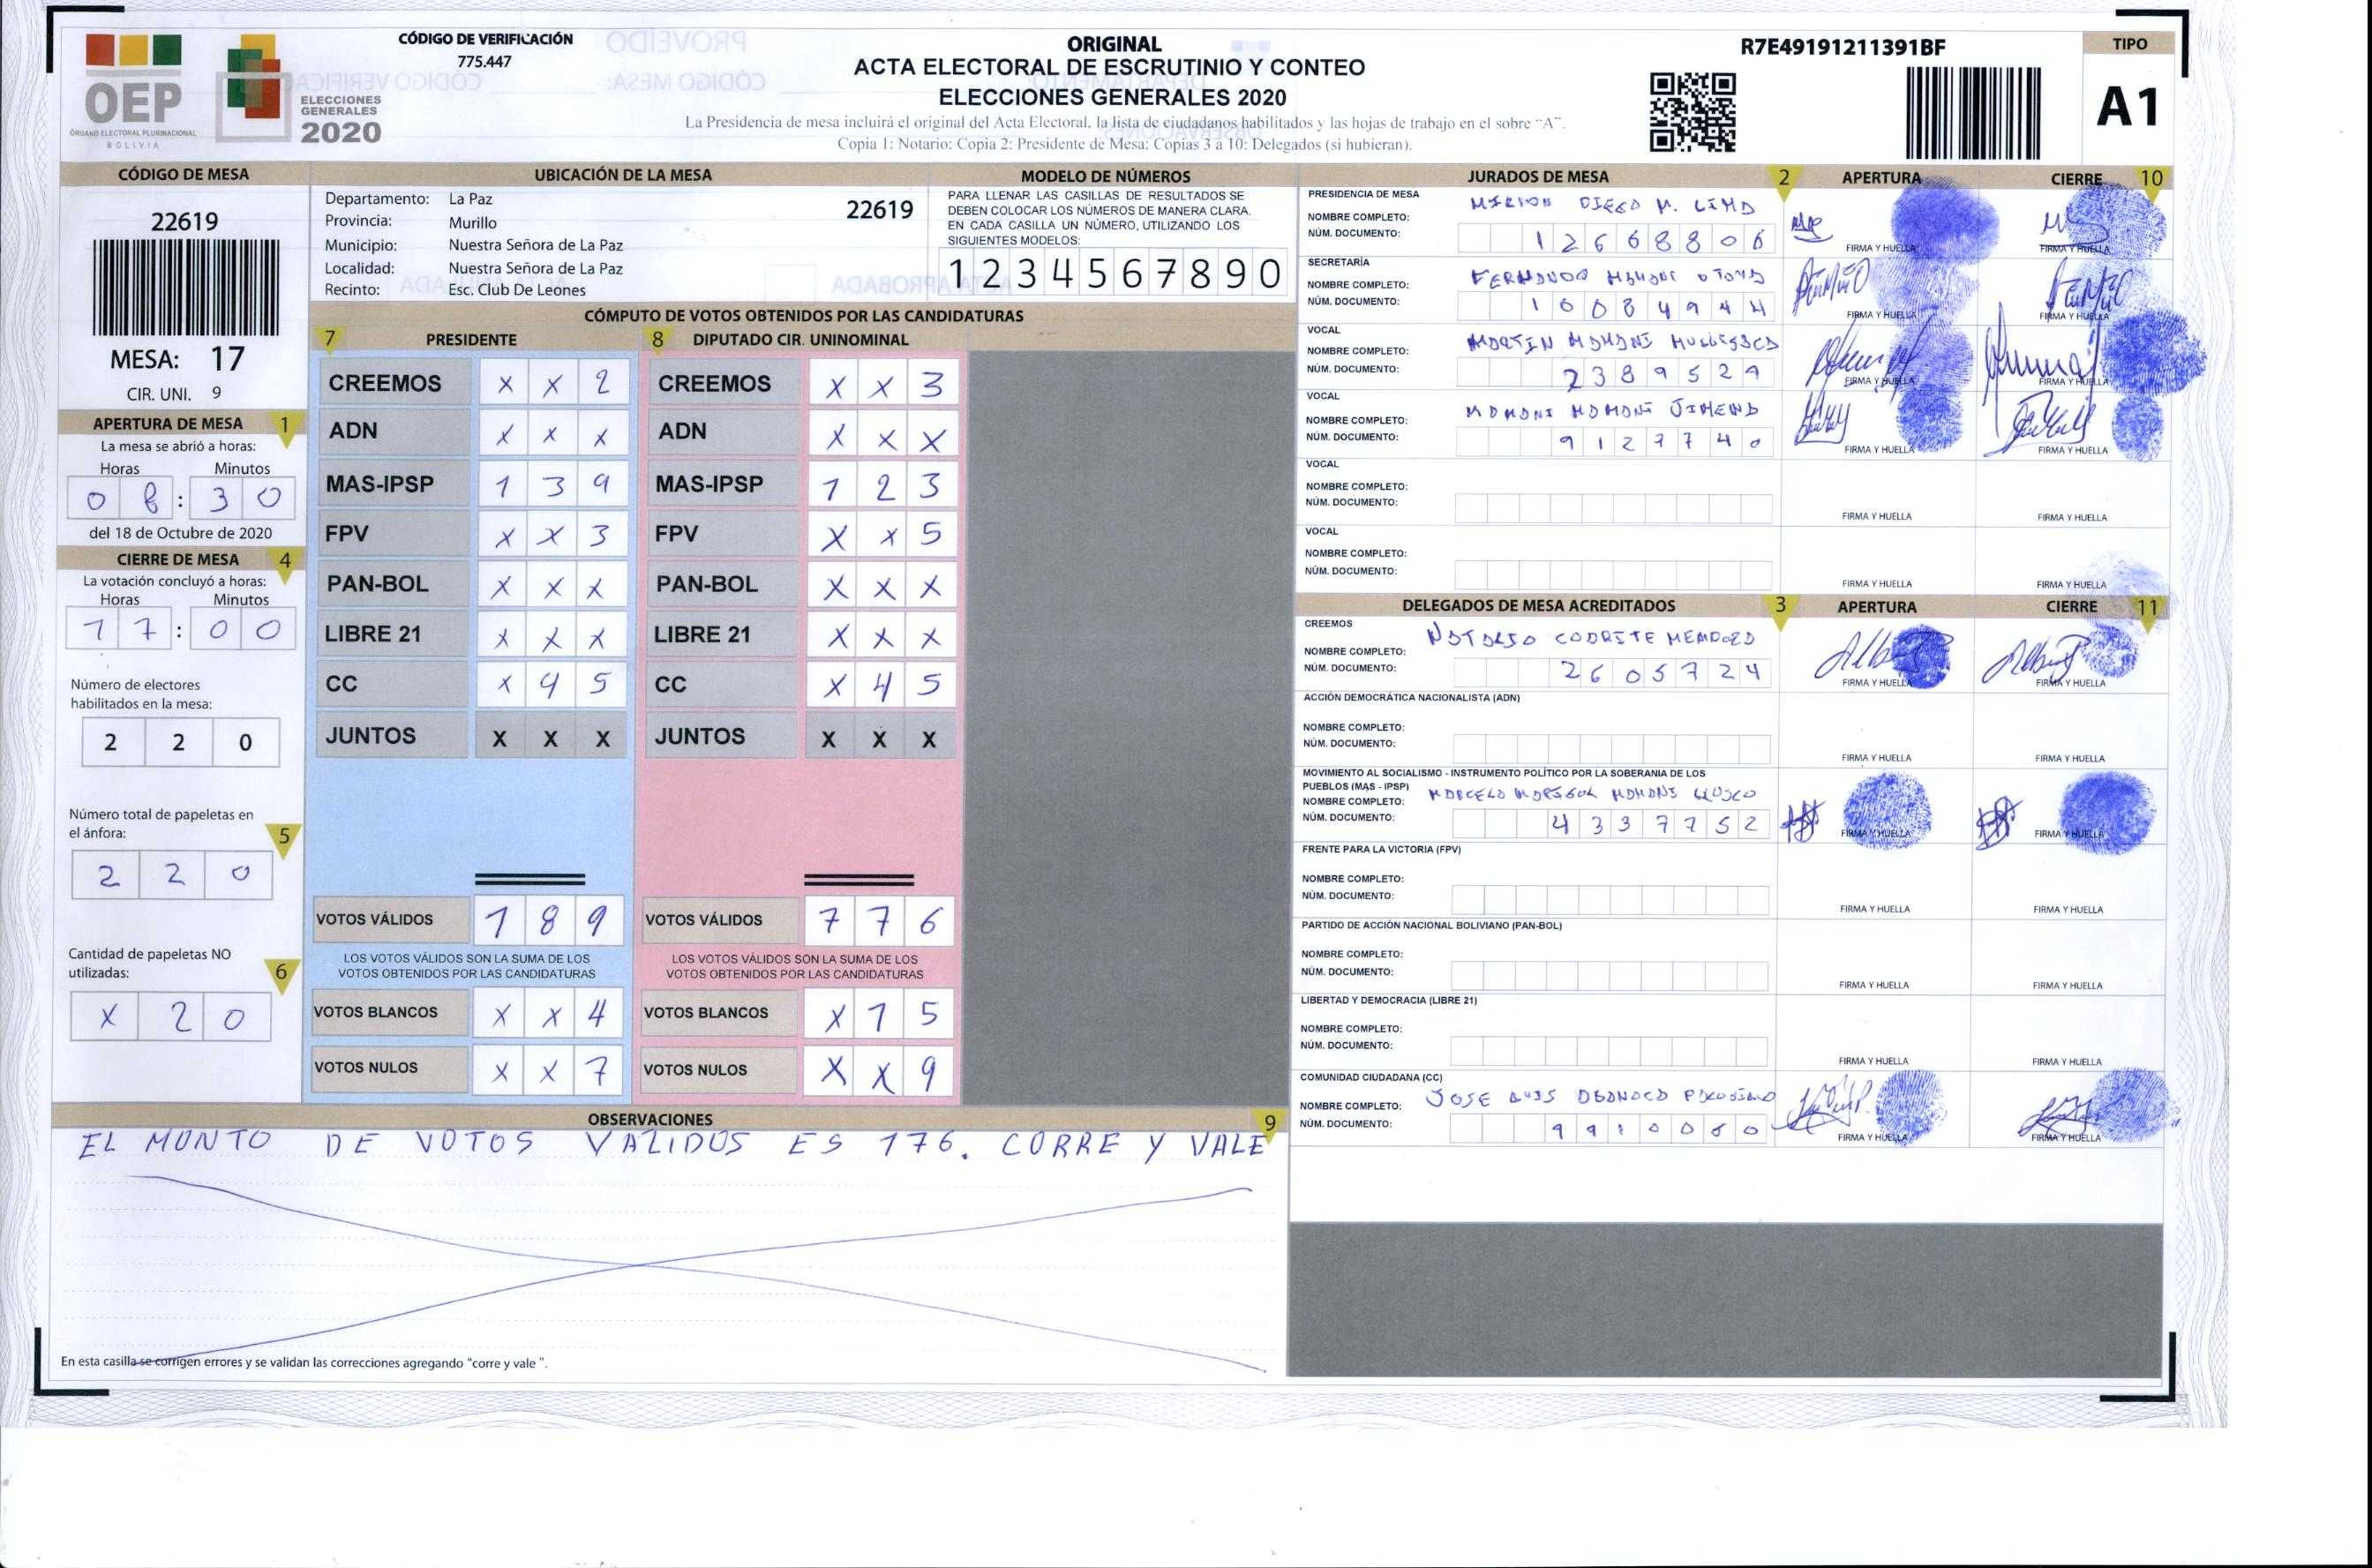 CÓDIGO DE VERIFICACIÓN
775.447
OEP
ÓRGANO ELECTORAL PLURINACIONAL
BOLIVIA
ELECCIONES
GENERALES
2020
ORIGINAL
ACTA ELECTORAL DE ESCRUTINIO Y CONTEO
ELECCIONES GENERALES 2020
La Presidencia de mesa incluirá el original del Acta Electoral, la lista de ciudadanos habilitados y las hojas de trabajo en el sobre "A".
Copia 1: Notario: Copia 2: Presidente de Mesa: Copias 3 a 10: Delegados (si hubieran).
R7E49191211391BF
TIPO
A1
CÓDIGO DE MESA
22619
MESA: 17
CIR. UNI. 9
APERTURA DE MESA 1
La mesa se abrió a horas:
Horas Minutos
0 8 : 3 0
del 18 de Octubre de 2020
CIERRE DE MESA 4
La votación concluyó a horas:
Horas Minutos
1 7 : 0 0
Número de electores
habilitados en la mesa:
2 2 0
Número total de papeletas en
el ánfora: 5
2 2 0
Cantidad de papeletas NO
utilizadas: 6
X 2 0
UBICACIÓN DE LA MESA
Departamento: La Paz
22619
Provincia: Murillo
Municipio: Nuestra Señora de La Paz
Localidad: Nuestra Señora de La Paz
Recinto: Esc. Club De Leones
MODELO DE NÚMEROS
PARA LLENAR LAS CASILLAS DE RESULTADOS SE
DEBEN COLOCAR LOS NÚMEROS DE MANERA CLARA.
EN CADA CASILLA UN NÚMERO, UTILIZANDO LOS
SIGUIENTES MODELOS:
1 2 3 4 5 6 7 8 9 0
CÓMPUTO DE VOTOS OBTENIDOS POR LAS CANDIDATURAS
7 PRESIDENTE
CREEMOS X X 2
ADN X X X
MAS-IPSP 1 3 9
FPV X X 3
PAN-BOL X X X
LIBRE 21 X X X
CC X 4 5
JUNTOS X X X
VOTOS VÁLIDOS 1 8 9
LOS VOTOS VÁLIDOS SON LA SUMA DE LOS
VOTOS OBTENIDOS POR LAS CANDIDATURAS
VOTOS BLANCOS X X 4
VOTOS NULOS X X 7
8 DIPUTADO CIR. UNINOMINAL
CREEMOS X X 3
ADN X X X
MAS-IPSP 1 2 3
FPV X X 5
PAN-BOL X X X
LIBRE 21 X X X
CC X 4 5
JUNTOS X X X
VOTOS VÁLIDOS 7 7 6
LOS VOTOS VÁLIDOS SON LA SUMA DE LOS
VOTOS OBTENIDOS POR LAS CANDIDATURAS
VOTOS BLANCOS X 1 5
VOTOS NULOS X X 9
OBSERVACIONES 9
EL MONTO DE VOTOS VALIDOS ES 176. CORRE Y VALE
En esta casilla se corrigen errores y se validan las correcciones agregando "corre y vale ".
JURADOS DE MESA 2 APERTURA CIERRE 10
PRESIDENCIA DE MESA
NOMBRE COMPLETO: DIEGO M. LIMA
NÚM. DOCUMENTO: 1 2 6 6 8 8 0 6
FIRMA Y HUELLA FIRMA Y HUELLA
SECRETARÍA
NOMBRE COMPLETO: FERNANDO MAMANI
NÚM. DOCUMENTO: 1 0 0 8 4 9 4 4
FIRMA Y HUELLA FIRMA Y HUELLA
VOCAL
NOMBRE COMPLETO: MARTIN MAMANI
NÚM. DOCUMENTO: 2 3 8 9 5 2 9
FIRMA Y HUELLA FIRMA Y HUELLA
VOCAL
NOMBRE COMPLETO: MAMANI MAMANI JIMENA
NÚM. DOCUMENTO: 9 1 2 7 7 4 0
FIRMA Y HUELLA FIRMA Y HUELLA
VOCAL
NOMBRE COMPLETO:
NÚM. DOCUMENTO:
FIRMA Y HUELLA FIRMA Y HUELLA
VOCAL
NOMBRE COMPLETO:
NÚM. DOCUMENTO:
FIRMA Y HUELLA FIRMA Y HUELLA
DELEGADOS DE MESA ACREDITADOS 3 APERTURA CIERRE 11
CREEMOS
NOMBRE COMPLETO: MENDOZA
NÚM. DOCUMENTO: 2 6 0 5 7 2 4
FIRMA Y HUELLA FIRMA Y HUELLA
ACCIÓN DEMOCRÁTICA NACIONALISTA (ADN)
NOMBRE COMPLETO:
NÚM. DOCUMENTO:
FIRMA Y HUELLA FIRMA Y HUELLA
MOVIMIENTO AL SOCIALISMO - INSTRUMENTO POLÍTICO POR LA SOBERANIA DE LOS
PUEBLOS (MAS - IPSP)
NOMBRE COMPLETO: MARCELO MAMANI
NÚM. DOCUMENTO: 4 3 3 7 7 5 2
FIRMA Y HUELLA FIRMA Y HUELLA
FRENTE PARA LA VICTORIA (FPV)
NOMBRE COMPLETO:
NÚM. DOCUMENTO:
FIRMA Y HUELLA FIRMA Y HUELLA
PARTIDO DE ACCIÓN NACIONAL BOLIVIANO (PAN-BOL)
NOMBRE COMPLETO:
NÚM. DOCUMENTO:
FIRMA Y HUELLA FIRMA Y HUELLA
LIBERTAD Y DEMOCRACIA (LIBRE 21)
NOMBRE COMPLETO:
NÚM. DOCUMENTO:
FIRMA Y HUELLA FIRMA Y HUELLA
COMUNIDAD CIUDADANA (CC)
NOMBRE COMPLETO: JOSE LUIS
NÚM. DOCUMENTO: 9 9 1 0 0 6 0
FIRMA Y HUELLA FIRMA Y HUELLA